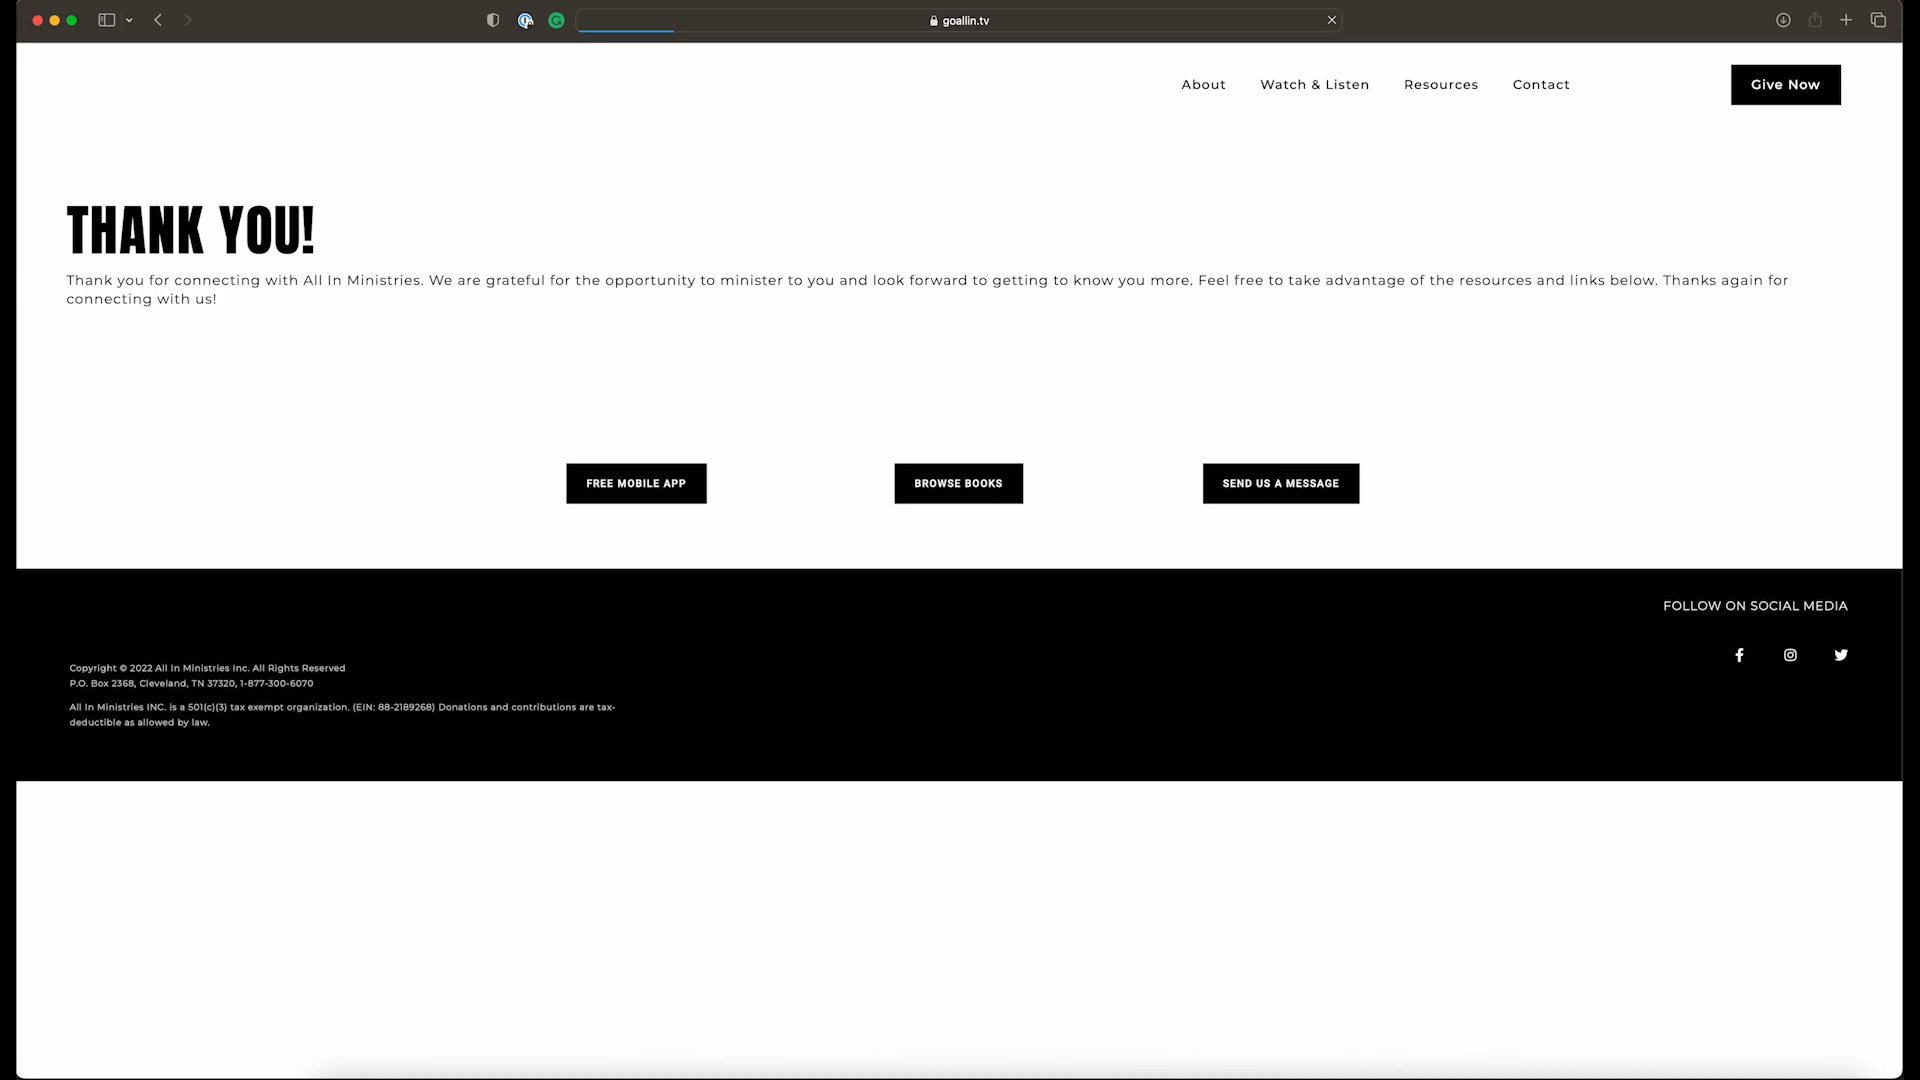 goallin.tv
About Watch & Listen Resources Contact Give Now
THANK YOU!
Thank you for connecting with All In Ministries. We are grateful for the opportunity to minister to you and look forward to getting to know you more. Feel free to take advantage of the resources and links below. Thanks again for
connecting with us!
FREE MOBILE APP BROWSE BOOKS SEND US A MESSAGE
FOLLOW ON SOCIAL MEDIA
Copyright © 2022 All In Ministries Inc. All Rights Reserved
P.O. Box 2368, Cleveland, TN 37320, 1-877-300-6070
All In Ministries INC. is a 501(c)(3) tax exempt organization. (EIN: 88-2189268) Donations and contributions are tax-
deductible as allowed by law.